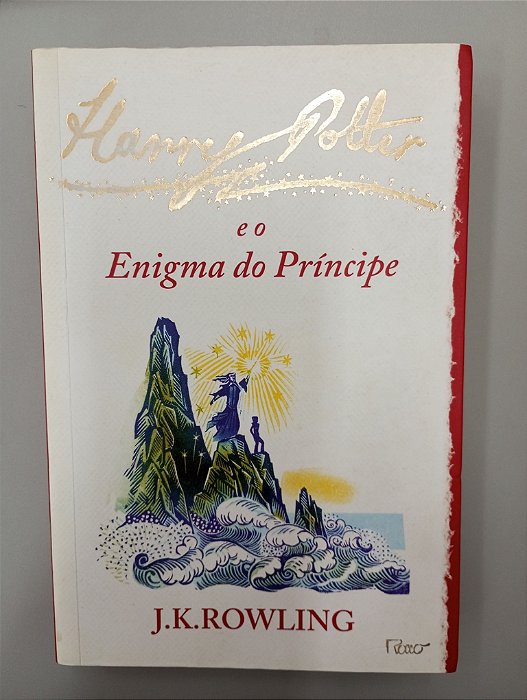 Harry Potter
e o
Enigma do Príncipe
J.K.ROWLING
Rocco